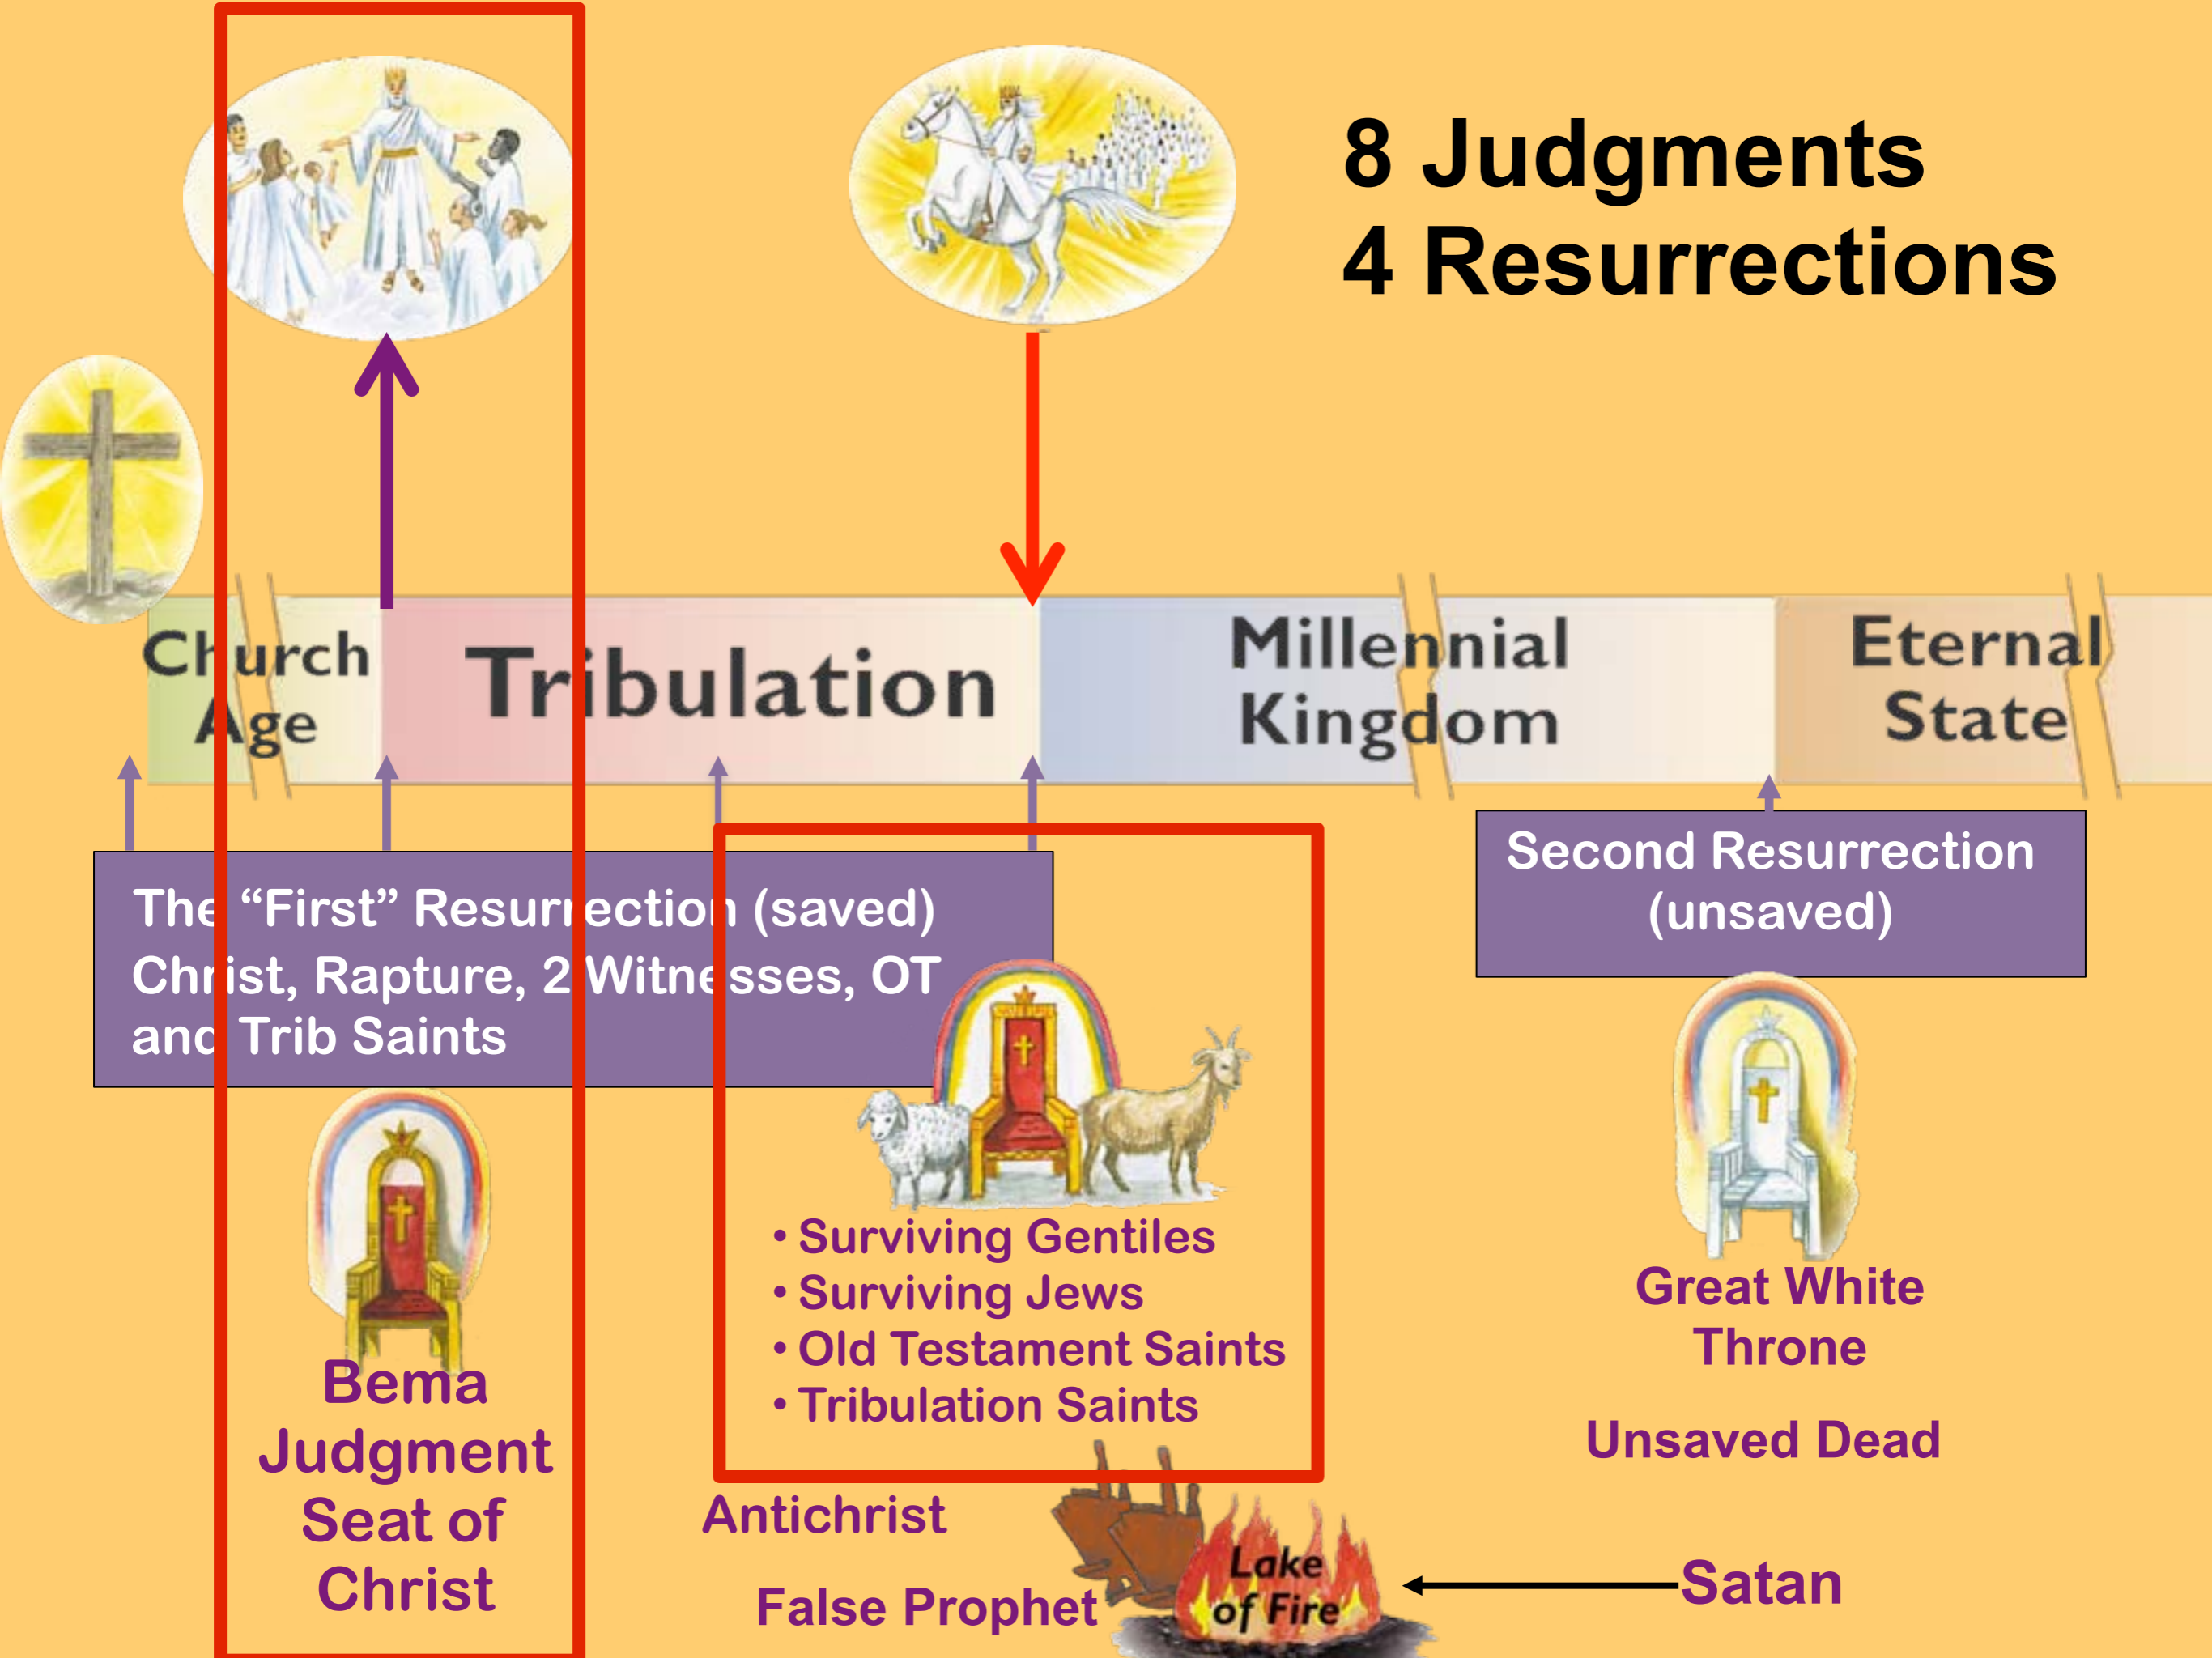 8 Judgments
4 Resurrections
Church
Age
Tribulation
Millennial
Kingdom
Eternal
State
The “First” Resurrection (saved)
Christ, Rapture, 2 Witnesses, OT
and Trib Saints
Second Resurrection
(unsaved)
Bema
Judgment
Seat of
Christ
• Surviving Gentiles
• Surviving Jews
• Old Testament Saints
• Tribulation Saints
Great White
Throne
Unsaved Dead
Antichrist
False Prophet
Lake
of Fire
Satan